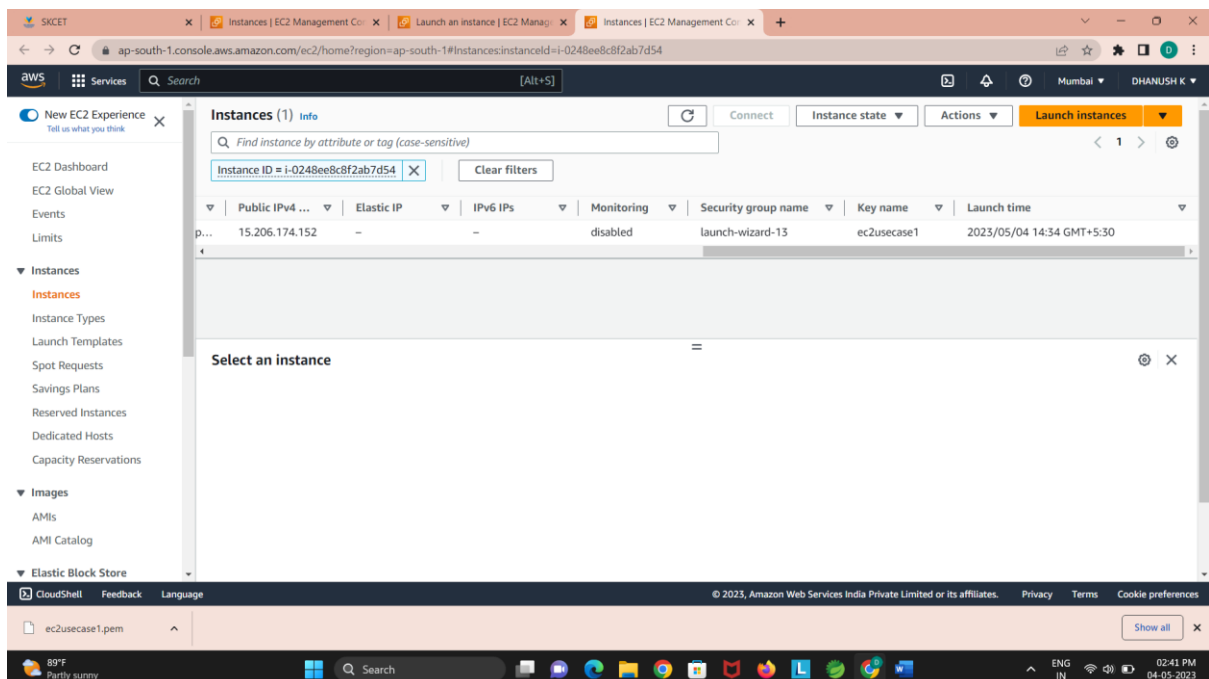 SKCET
Instances | EC2 Management Con
Launch an instance | EC2 Manage
Instances | EC2 Management Con
ap-south-1.console.aws.amazon.com/ec2/home?region=ap-south-1#Instances:instanceId=i-0248ee8c8f2ab7d54
D
aws Services Search [Alt+S] Mumbai DHANUSH K
New EC2 Experience
Tell us what you think
EC2 Dashboard
EC2 Global View
Events
Limits
Instances
Instances
Instance Types
Launch Templates
Spot Requests
Savings Plans
Reserved Instances
Dedicated Hosts
Capacity Reservations
Images
AMIs
AMI Catalog
Elastic Block Store
Instances (1) Info Connect Instance state Actions Launch instances
Find instance by attribute or tag (case-sensitive) 1
Instance ID = i-0248ee8c8f2ab7d54 Clear filters
Public IPv4 ... Elastic IP IPv6 IPs Monitoring Security group name Key name Launch time
p... 15.206.174.152 – – disabled launch-wizard-13 ec2usecase1 2023/05/04 14:34 GMT+5:30
Select an instance
CloudShell Feedback Language © 2023, Amazon Web Services India Private Limited or its affiliates. Privacy Terms Cookie preferences
ec2usecase1.pem Show all
89°F
Partly sunny
Search
ENG
IN
02:41 PM
04-05-2023